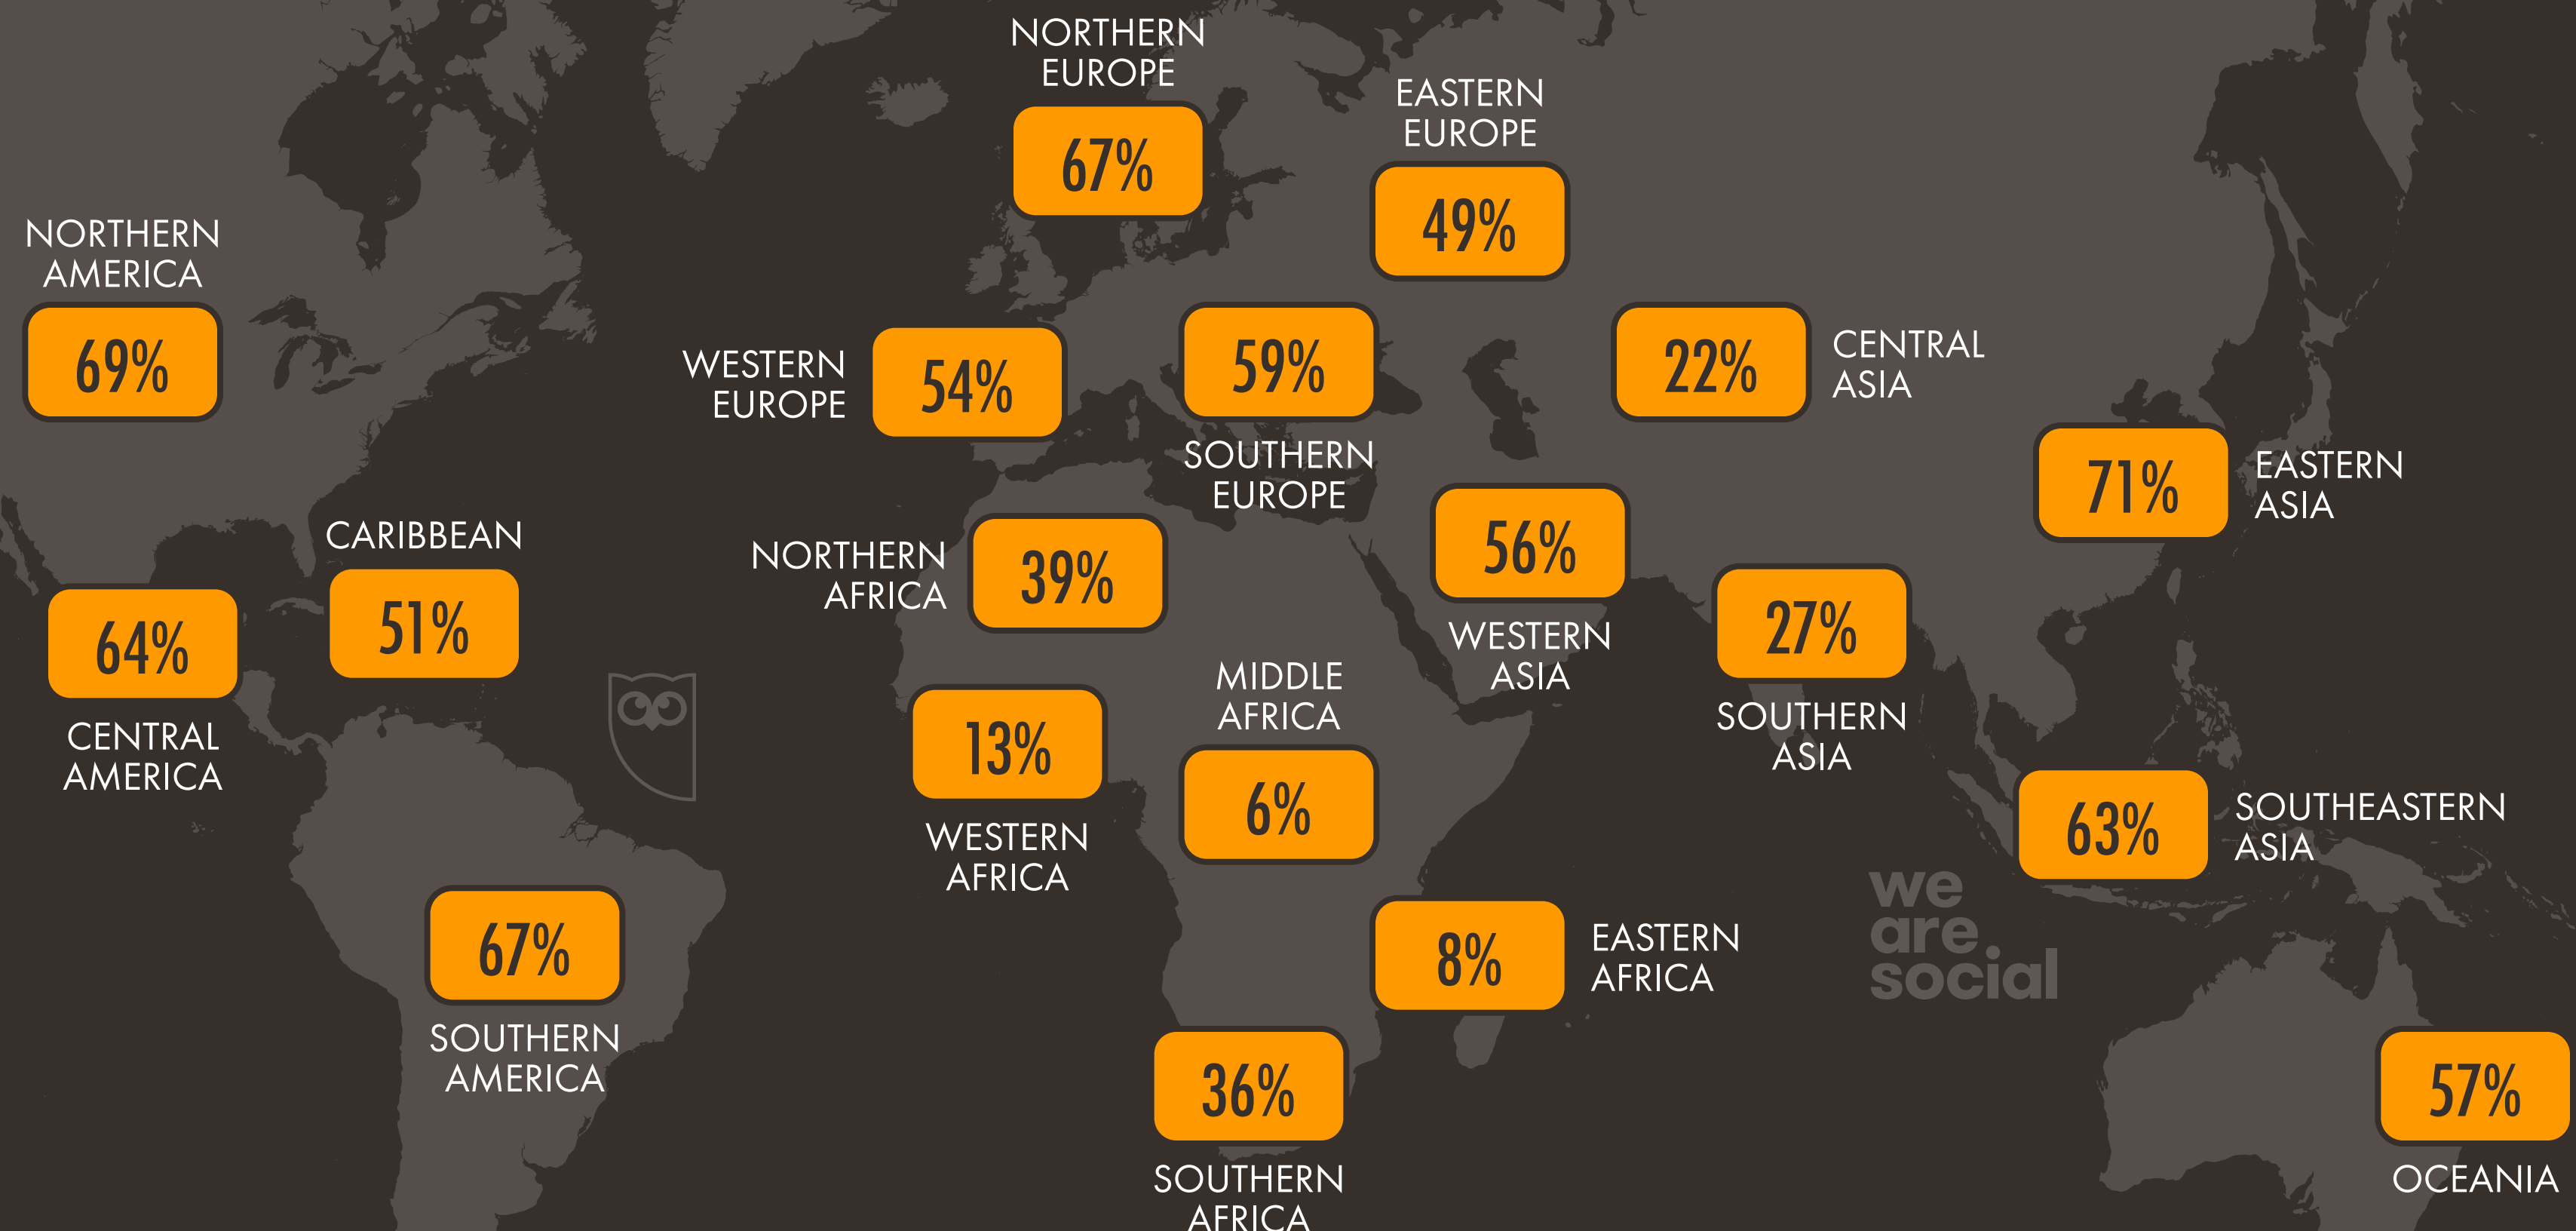 NORTHERN
EUROPE
67%
EASTERN
EUROPE
49%
NORTHERN
AMERICA
69%
WESTERN
EUROPE
54%
59%
SOUTHERN
EUROPE
22%
CENTRAL
ASIA
71%
EASTERN
ASIA
CARIBBEAN
51%
64%
CENTRAL
AMERICA
NORTHERN
AFRICA
39%
56%
WESTERN
ASIA
27%
SOUTHERN
ASIA
13%
WESTERN
AFRICA
MIDDLE
AFRICA
6%
63%
SOUTHEASTERN
ASIA
67%
SOUTHERN
AMERICA
8%
EASTERN
AFRICA
we
are
social
36%
SOUTHERN
AFRICA
57%
OCEANIA